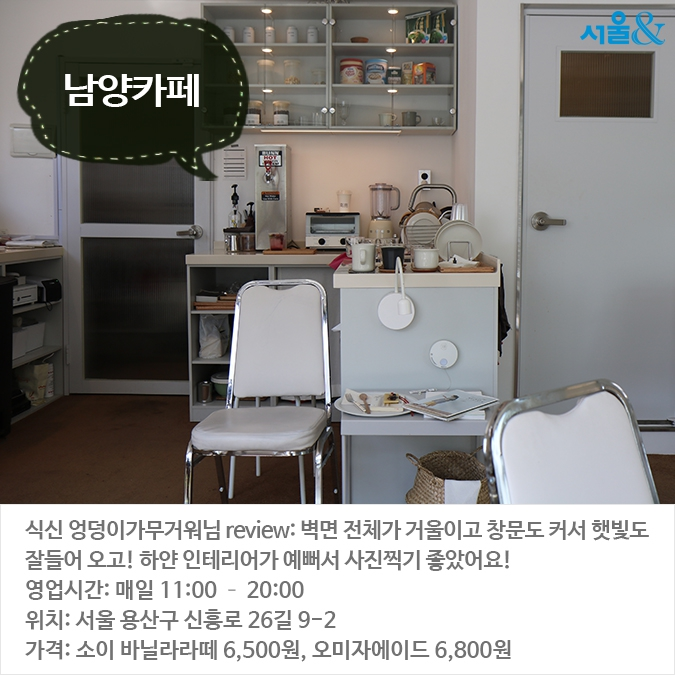 서울&
남양카페
식신 엉덩이가무거워님 review: 벽면 전체가 거울이고 창문도 커서 햇빛도
잘들어 오고! 하얀 인테리어가 예뻐서 사진찍기 좋았어요!
영업시간: 매일 11:00 - 20:00
위치: 서울 용산구 신흥로 26길 9-2
가격: 소이 바닐라라떼 6,500원, 오미자에이드 6,800원